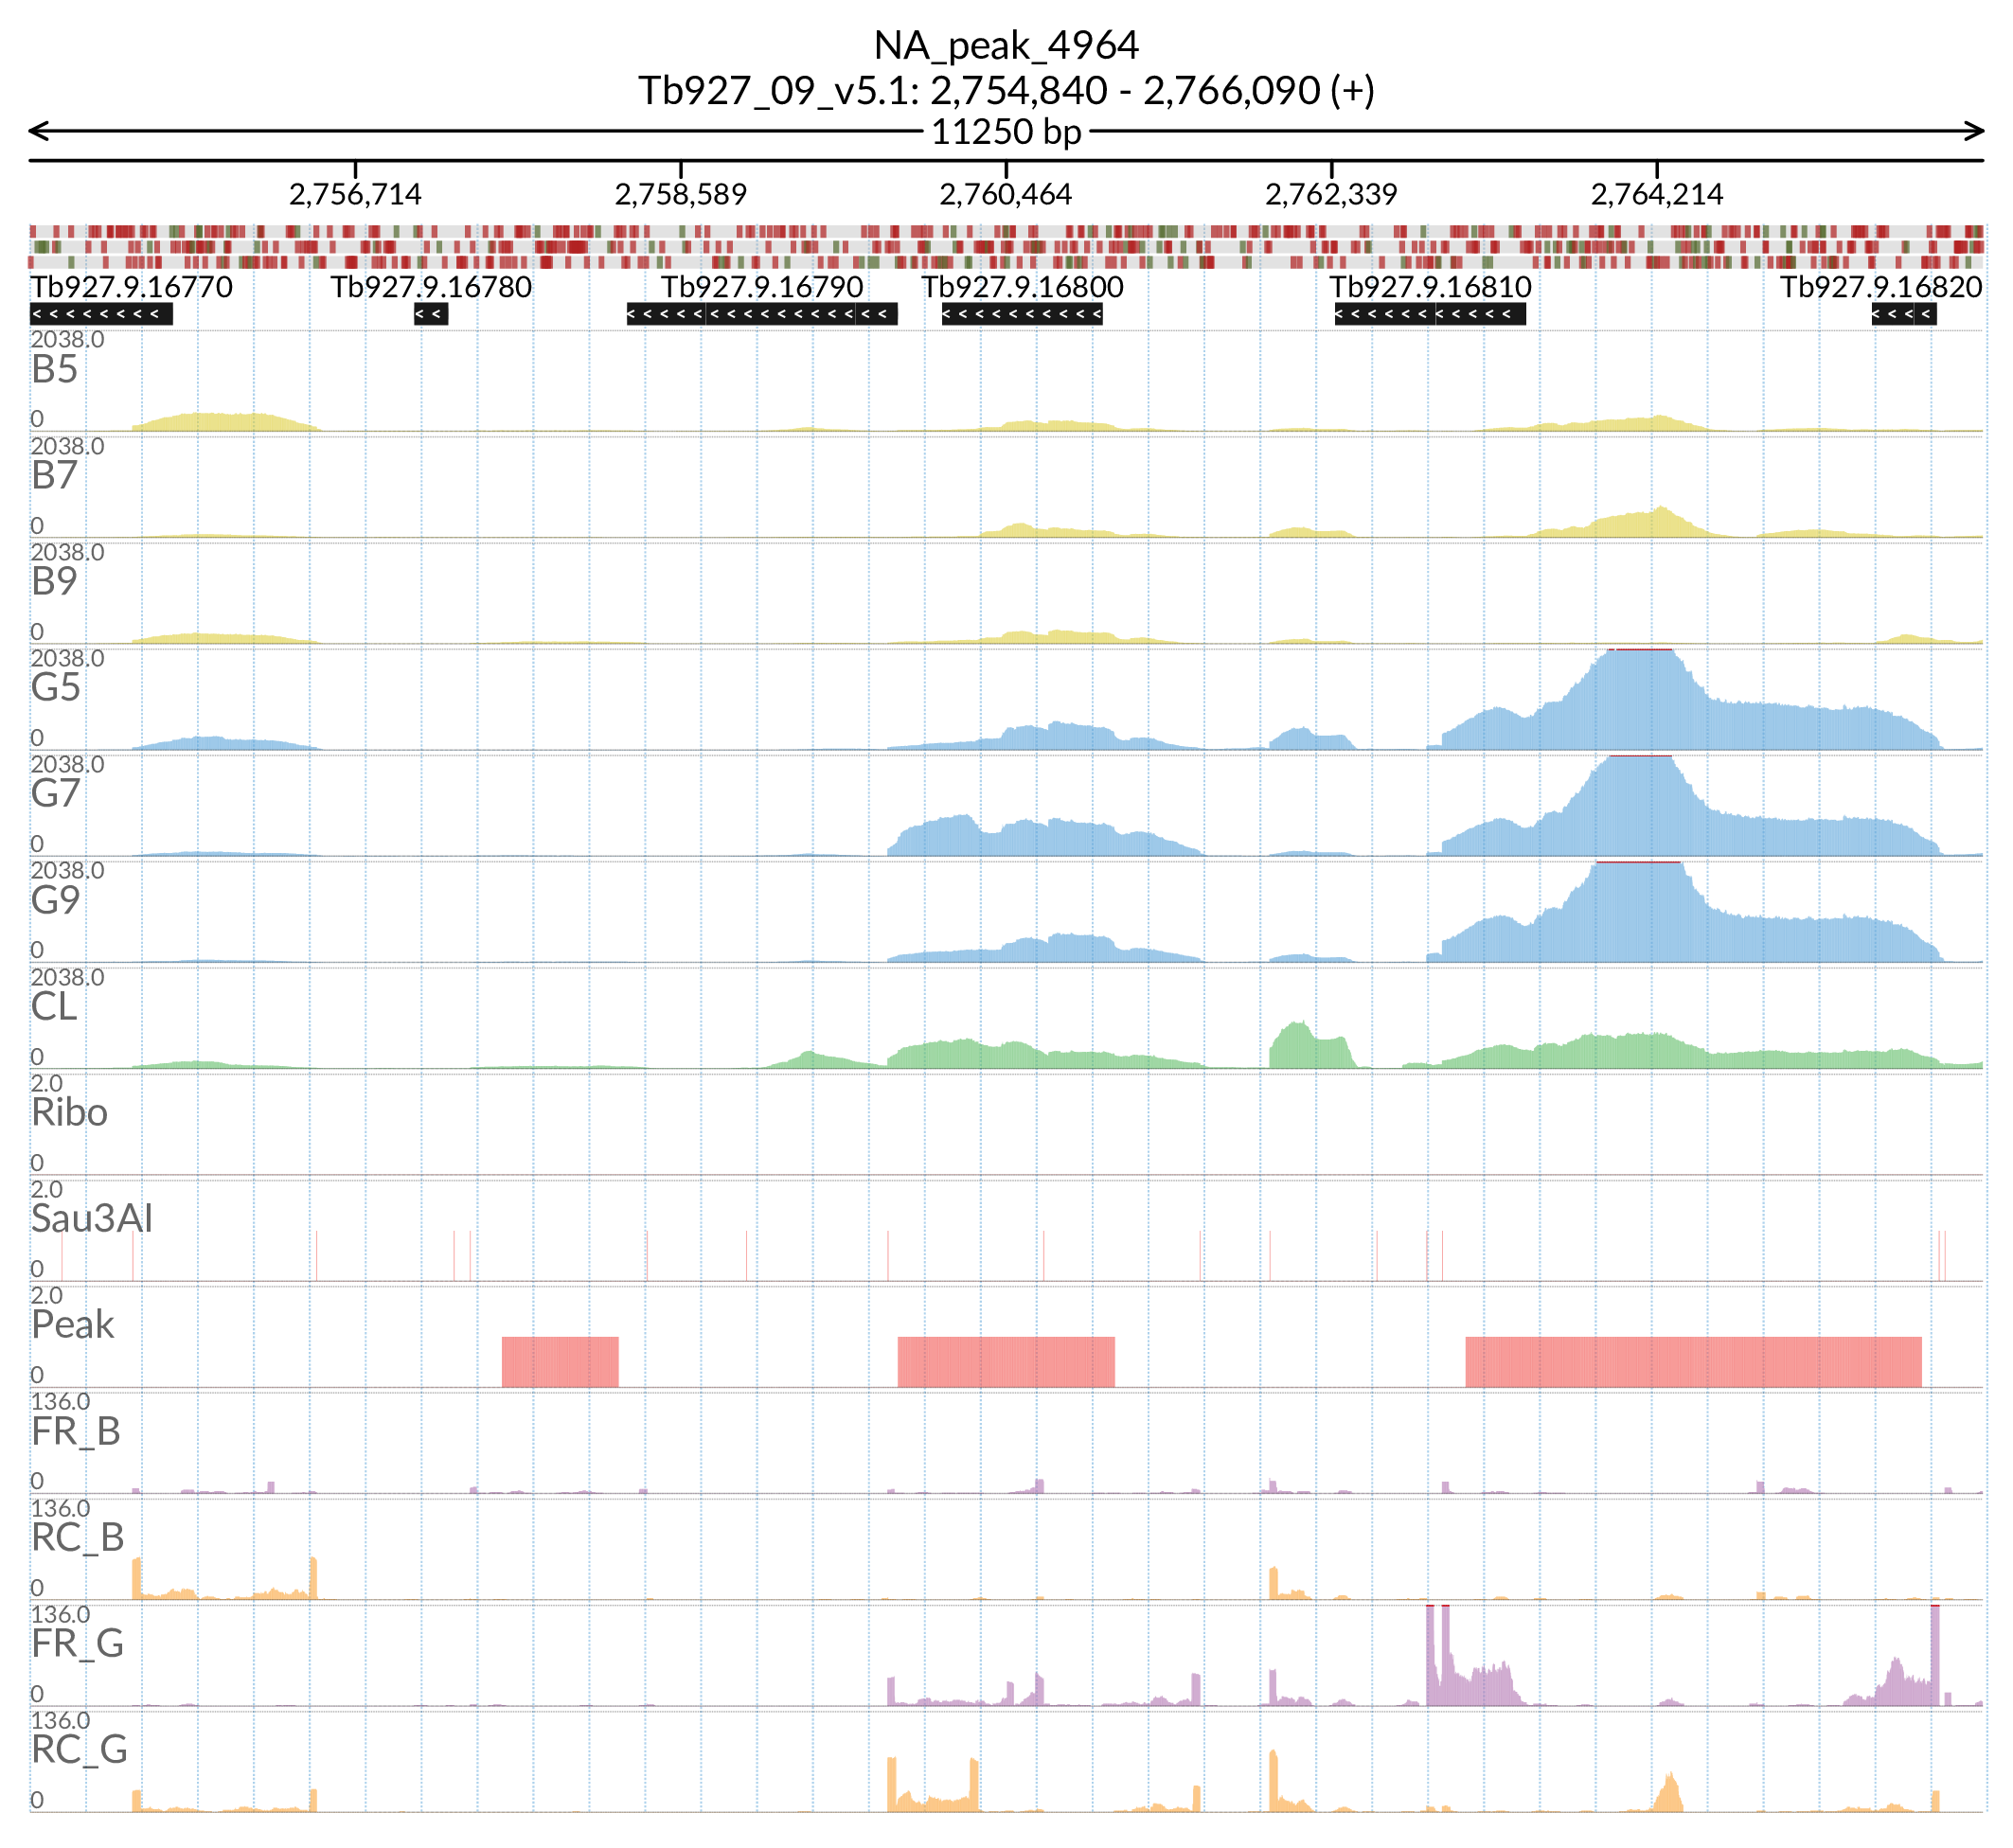 NA_peak_4964
Tb927_09_v5.1: 2,754,840 - 2,766,090 (+)
11250 bp
2,756,714 2,758,589 2,760,464 2,762,339 2,764,214
Tb927.9.16770 Tb927.9.16780 Tb927.9.16790 Tb927.9.16800 Tb927.9.16810 Tb927.9.16820
2038.0
B5
0
2038.0
B7
0
2038.0
B9
0
2038.0
G5
0
2038.0
G7
0
2038.0
G9
0
2038.0
CL
0
2.0
Ribo
0
2.0
Sau3AI
0
2.0
Peak
0
136.0
FR_B
0
136.0
RC_B
0
136.0
FR_G
0
136.0
RC_G
0